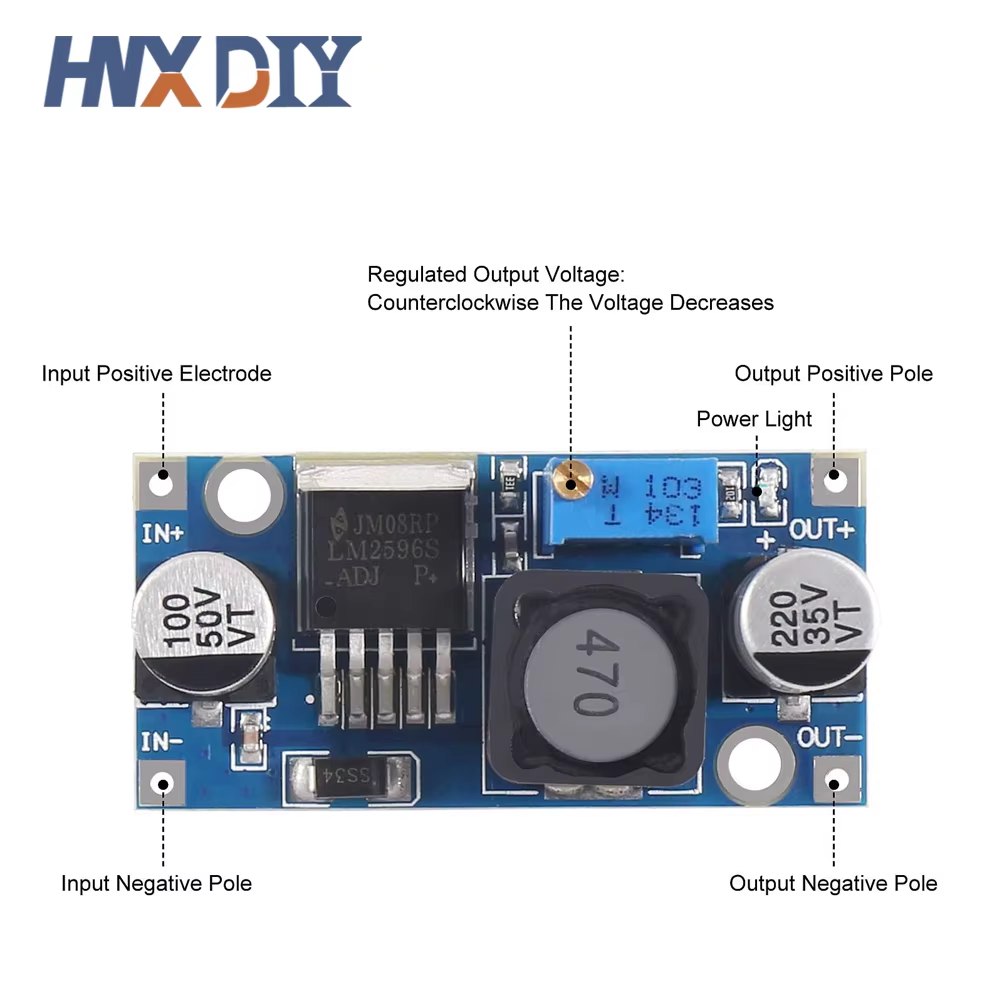 HNX DIY
Regulated Output Voltage:
Counterclockwise The Voltage Decreases
Input Positive Electrode
Output Positive Pole
Power Light
JM08RP
LM2596S
-ADJ P+
103
IN+
OUT+
+
100
50V
VT
470
220
35V
VT
IN-
OUT-
SS34
Input Negative Pole
Output Negative Pole